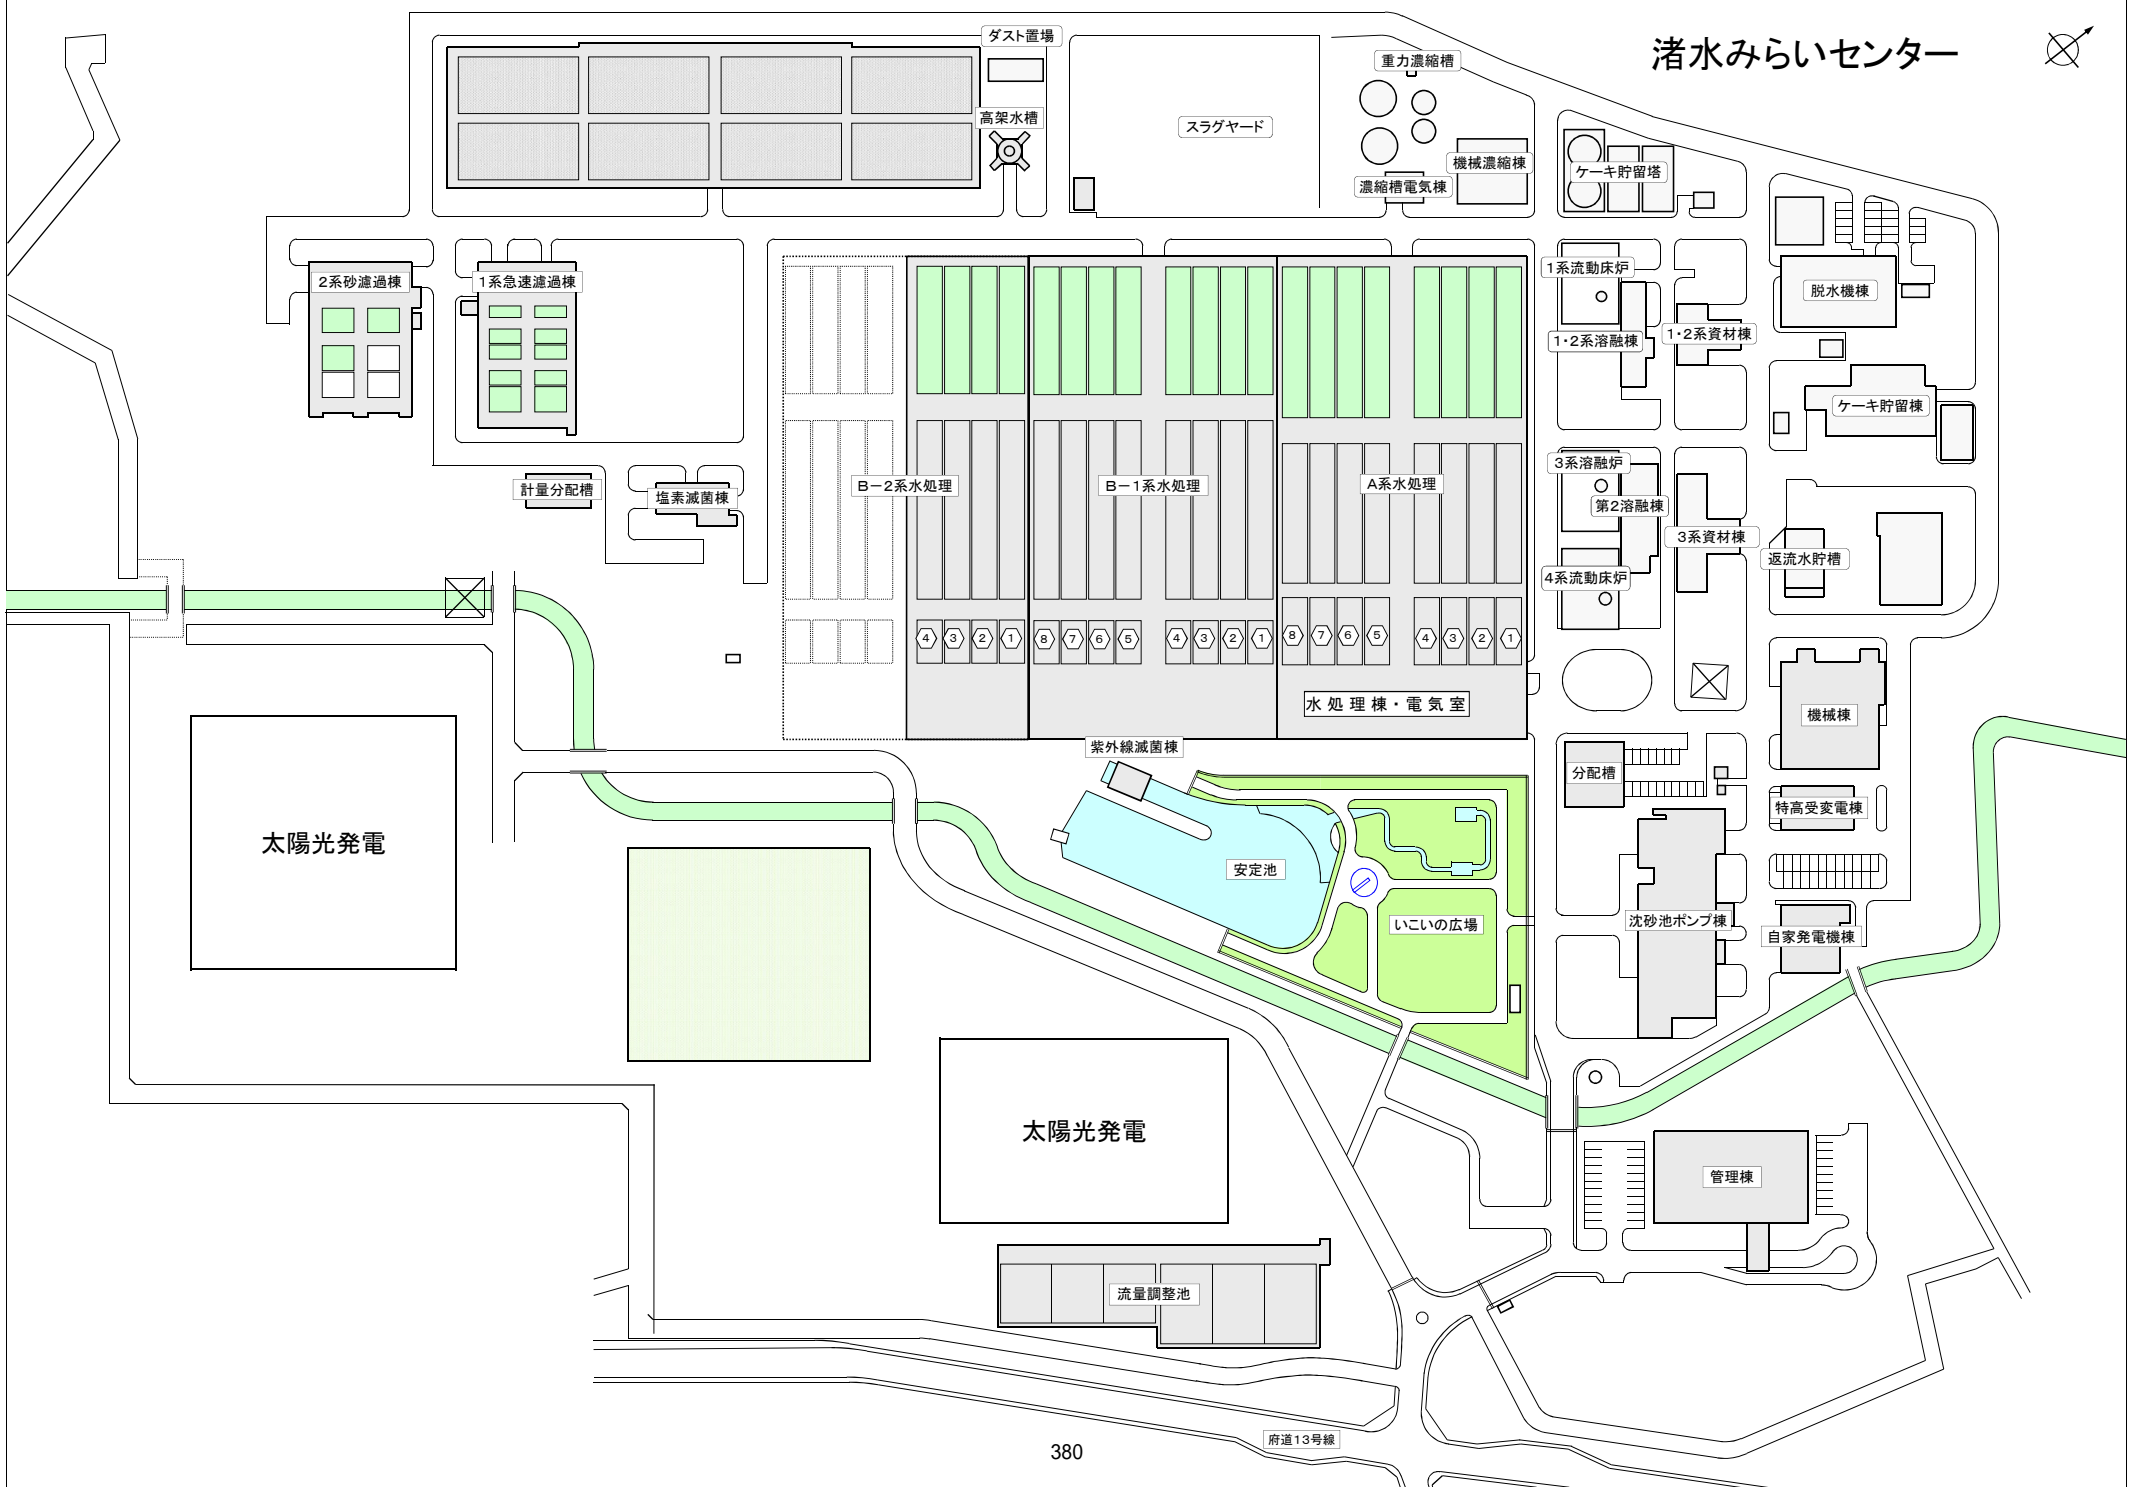 渚水みらいセンター
ダスト置場
重力濃縮槽
高架水槽
スラグヤード
機械濃縮棟
ケーキ貯留塔
濃縮槽電気棟
2系砂濾過棟
1系急速濾過棟
1系流動床炉
脱水機棟
1・2系溶融棟
1・2系資材棟
ケーキ貯留棟
計量分配槽
塩素滅菌棟
B－2系水処理
B－1系水処理
A系水処理
3系溶融炉
第2溶融棟
3系資材棟
返流水貯槽
4系流動床炉
4 3 2 1 8 7 6 5 4 3 2 1 8 7 6 5 4 3 2 1
水処理棟・電気室
機械棟
紫外線滅菌棟
分配槽
特高受変電棟
太陽光発電
安定池
いこいの広場
沈砂池ポンプ棟
自家発電機棟
太陽光発電
管理棟
流量調整池
府道13号線
380